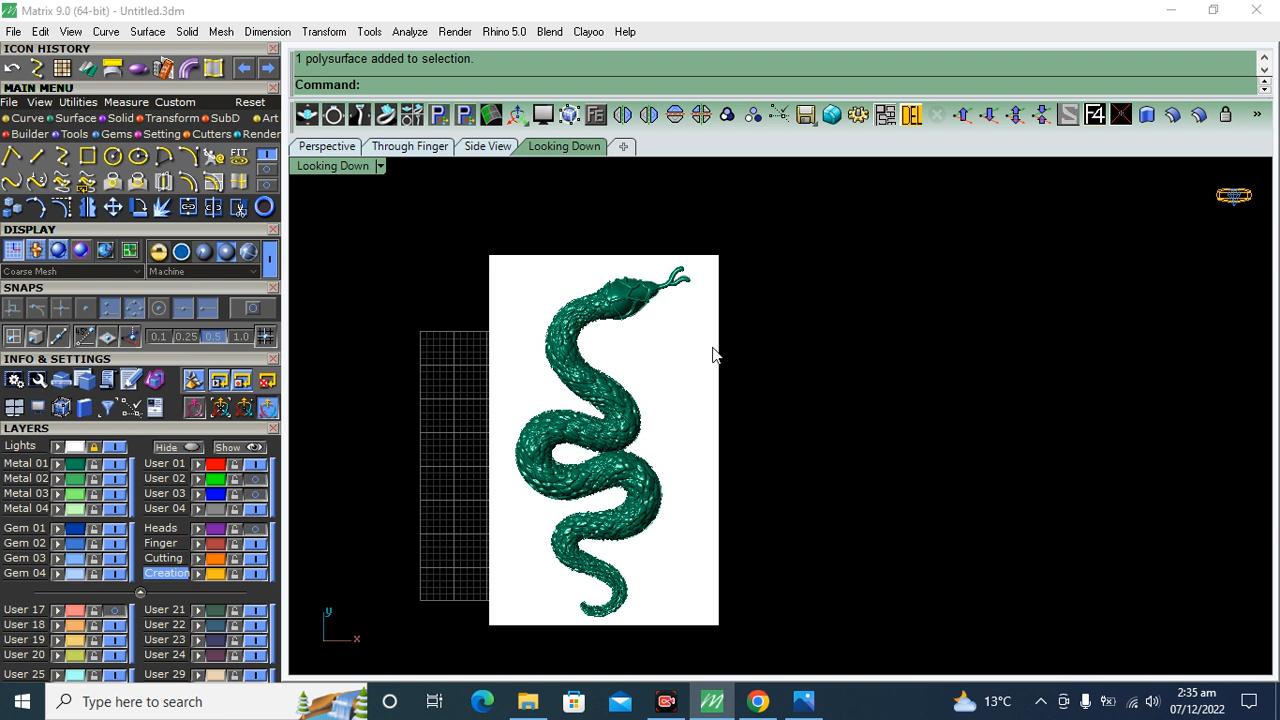 Matrix 9.0 (64-bit) - Untitled.3dm
File Edit View Curve Surface Solid Mesh Dimension Transform Tools Analyze Render Rhino 5.0 Blend Clayoo Help
ICON HISTORY
1 polysurface added to selection.
Command:
MAIN MENU
File View Utilities Measure Custom Reset
Curve Surface Solid Transform SubD Art
Builder Tools Gems Setting Cutters Render
FIT
DEL
F4
Perspective Through Finger Side View Looking Down
Looking Down
DISPLAY
Coarse Mesh Machine
SNAPS
0.1 0.25 0.5 1.0
INFO & SETTINGS
LAYERS
Lights Hide Show
Metal 01 User 01
Metal 02 User 02
Metal 03 User 03
Metal 04 User 04
Gem 01 Heads
Gem 02 Finger
Gem 03 Cutting
Gem 04 Creation
User 17 User 21
User 18 User 22
User 19 User 23
User 20 User 24
User 25 User 29
y
x
Type here to search
13°C
2:35 am
07/12/2022